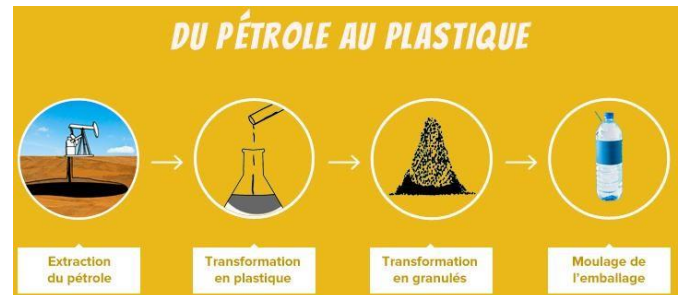 DU PÉTROLE AU PLASTIQUE
Extraction
du pétrole
Transformation
en plastique
Transformation
en granulés
Moulage de
l'emballage